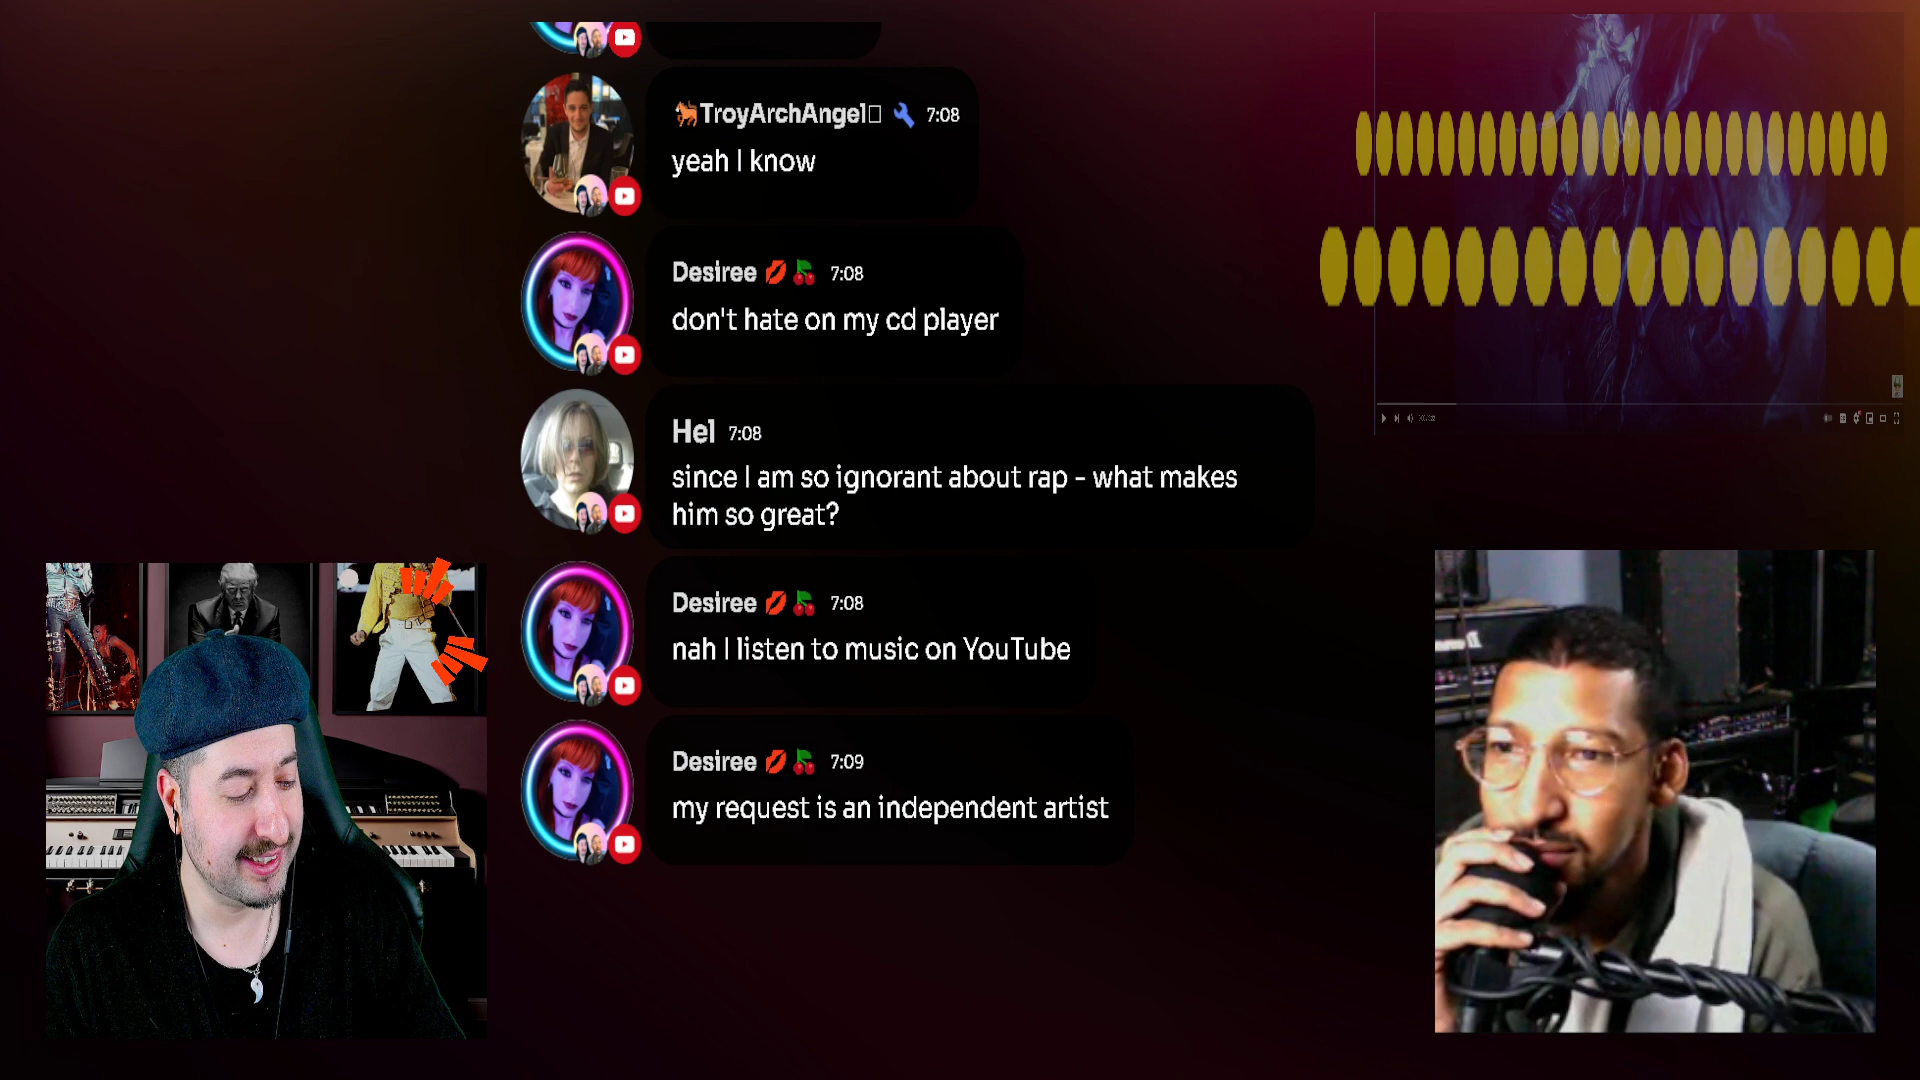 TroyArchAngel 7:08
yeah I know
Desiree 7:08
don't hate on my cd player
Hel 7:08
since I am so ignorant about rap - what makes
him so great?
Desiree 7:08
nah I listen to music on YouTube
Desiree 7:09
my request is an independent artist